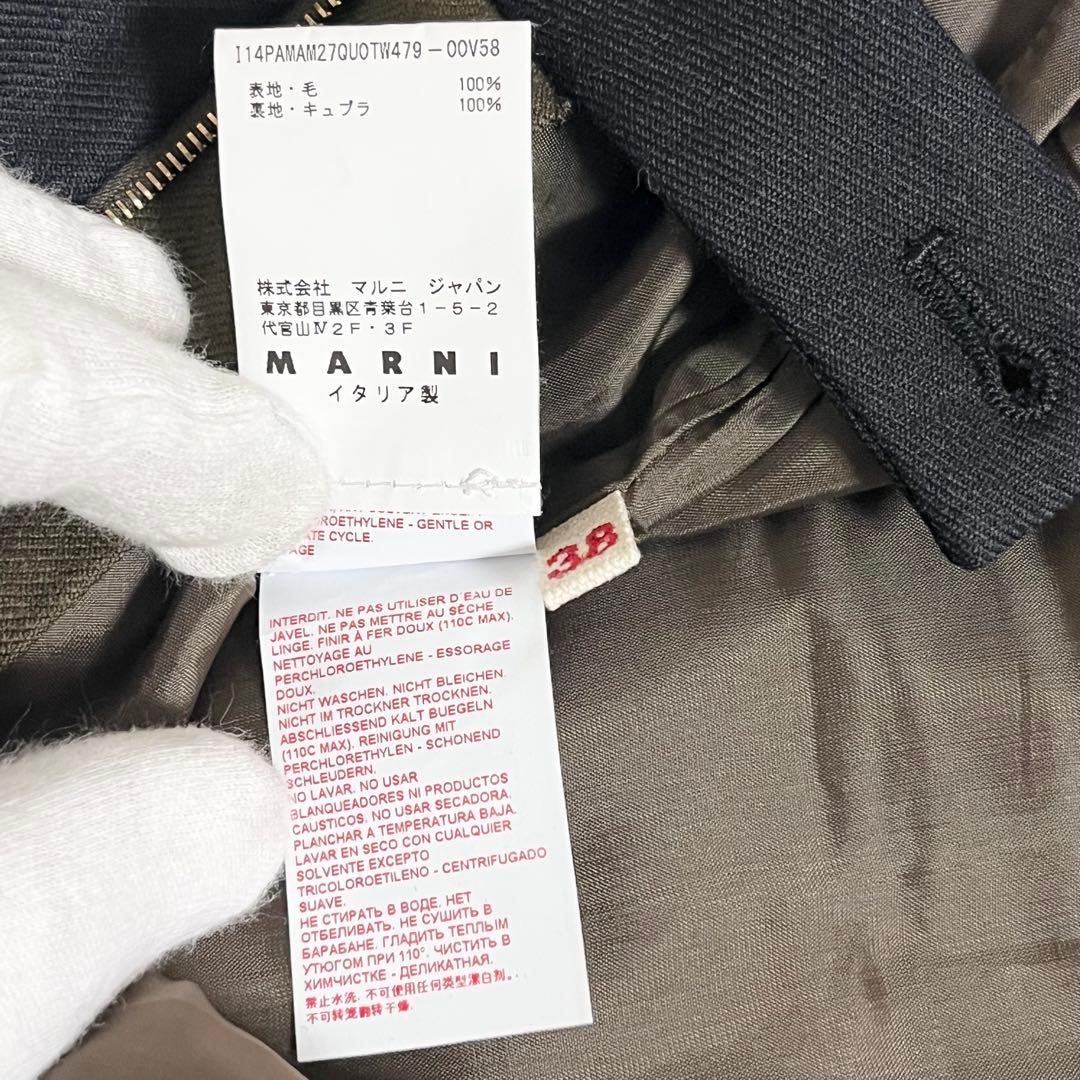 I14PAMAM27QUOTW479-00V58
表地・毛 100%
裏地・キュプラ 100%
株式会社 マルニ ジャパン
東京都目黒区青葉台1-5-2
代官山Ⅳ2F・3F
MARNI
イタリア製
- GENTLE OR
CYCLE.
38
INTERDIT. NE PAS UTILISER D'EAU DE
JAVEL. NE PAS METTRE AU SÈCHE
LINGE. FINIR À FER DOUX (110C MAX).
NETTOYAGE AU
PERCHLOROETHYLENE - ESSORAGE
DOUX.
NICHT WASCHEN. NICHT BLEICHEN.
NICHT IM TROCKNER TROCKNEN.
ABSCHLIESSEND KALT BUEGELN
(110C MAX). REINIGUNG MIT
PERCHLORETHYLEN - SCHONEND
SCHLEUDERN.
NO LAVAR. NO USAR
BLANQUEADORES NI PRODUCTOS
CAUSTICOS. NO USAR SECADORA.
PLANCHAR A TEMPERATURA BAJA.
LAVAR EN SECO CON CUALQUIER
SOLVENTE EXCEPTO
TRICOLOROETILENO - CENTRIFUGADO
SUAVE.
НЕ СТИРАТЬ В ВОДЕ. НЕТ
ОТБЕЛИВАТЬ. НЕ СУШИТЬ В
БАРАБАНЕ. ГЛАДИТЬ ТЕПЛЫМ
УТЮГОМ ПРИ 110°. ЧИСТИТЬ В
ХИМЧИСТКЕ - ДЕЛИКАТНАЯ.
禁止水洗. 不可使用任何类型漂白剂.
不可转笼翻转干燥.